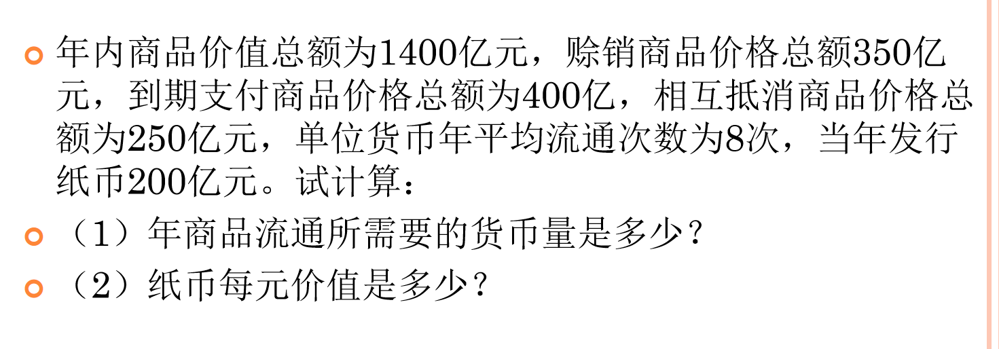 年内商品价值总额为1400亿元，赊销商品价格总额350亿
元，到期支付商品价格总额为400亿，相互抵消商品价格总
额为250亿元，单位货币年平均流通次数为8次，当年发行
纸币200亿元。试计算：
（1）年商品流通所需要的货币量是多少？
（2）纸币每元价值是多少？